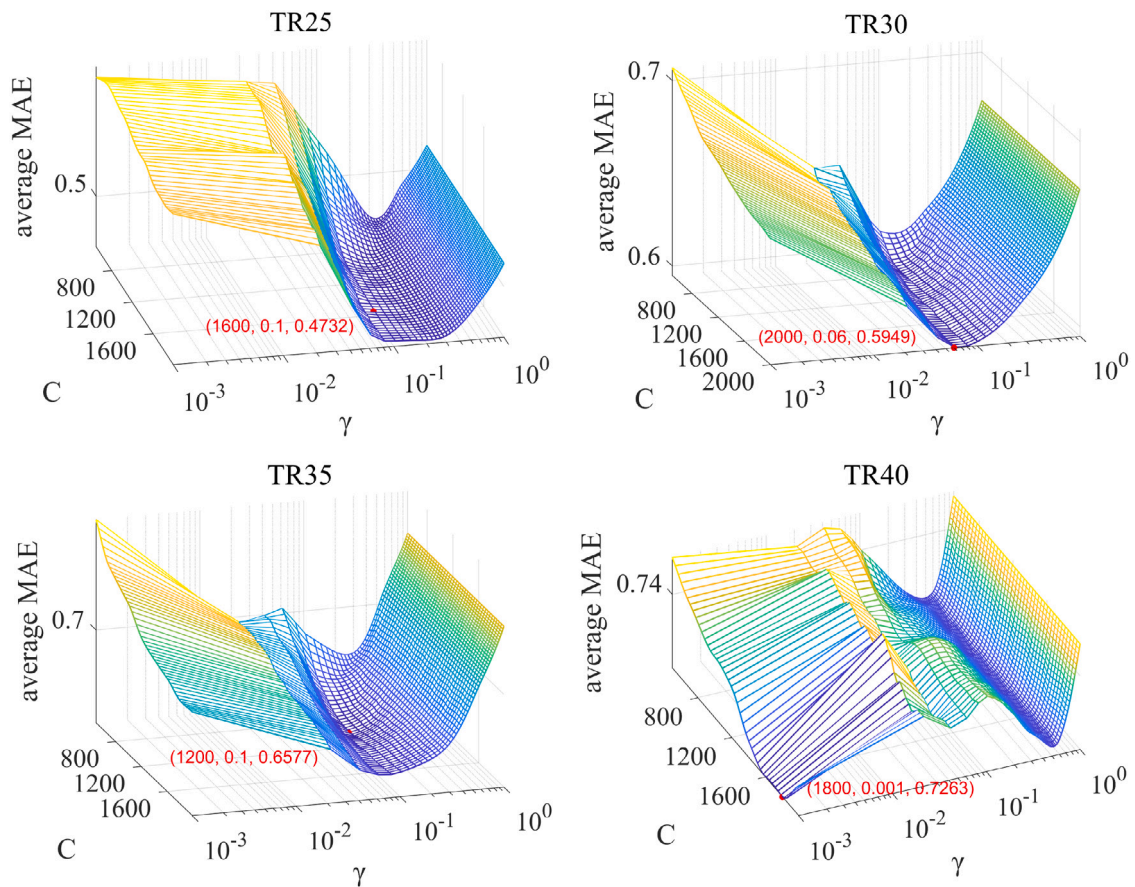 TR25
average MAE
0.5
800
1200
1600
C
(1600, 0.1, 0.4732)
10^-3
10^-2
10^-1
10^0
γ
TR30
average MAE
0.7
0.6
800
1200
1600
2000
C
(2000, 0.06, 0.5949)
10^-3
10^-2
10^-1
10^0
γ
TR35
average MAE
0.7
800
1200
1600
C
(1200, 0.1, 0.6577)
10^-3
10^-2
10^-1
10^0
γ
TR40
average MAE
0.74
800
1200
1600
C
(1800, 0.001, 0.7263)
10^-3
10^-2
10^-1
10^0
γ